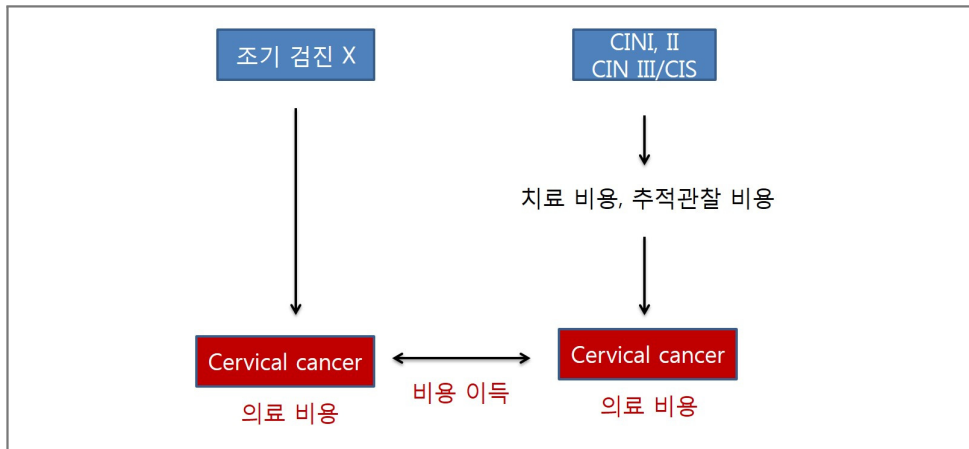 조기 검진 X
CINI, II
CIN III/CIS
치료 비용, 추적관찰 비용
Cervical cancer
Cervical cancer
비용 이득
의료 비용
의료 비용